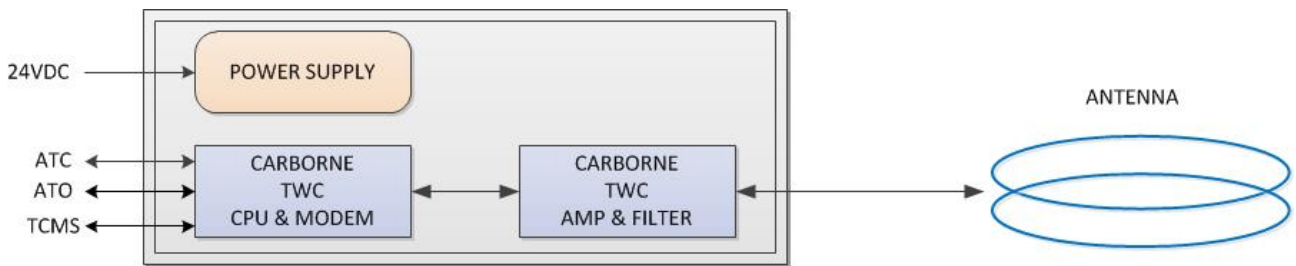 24VDC
POWER SUPPLY
ANTENNA
ATC
ATO
TCMS
CARBORNE
TWC
CPU & MODEM
CARBORNE
TWC
AMP & FILTER